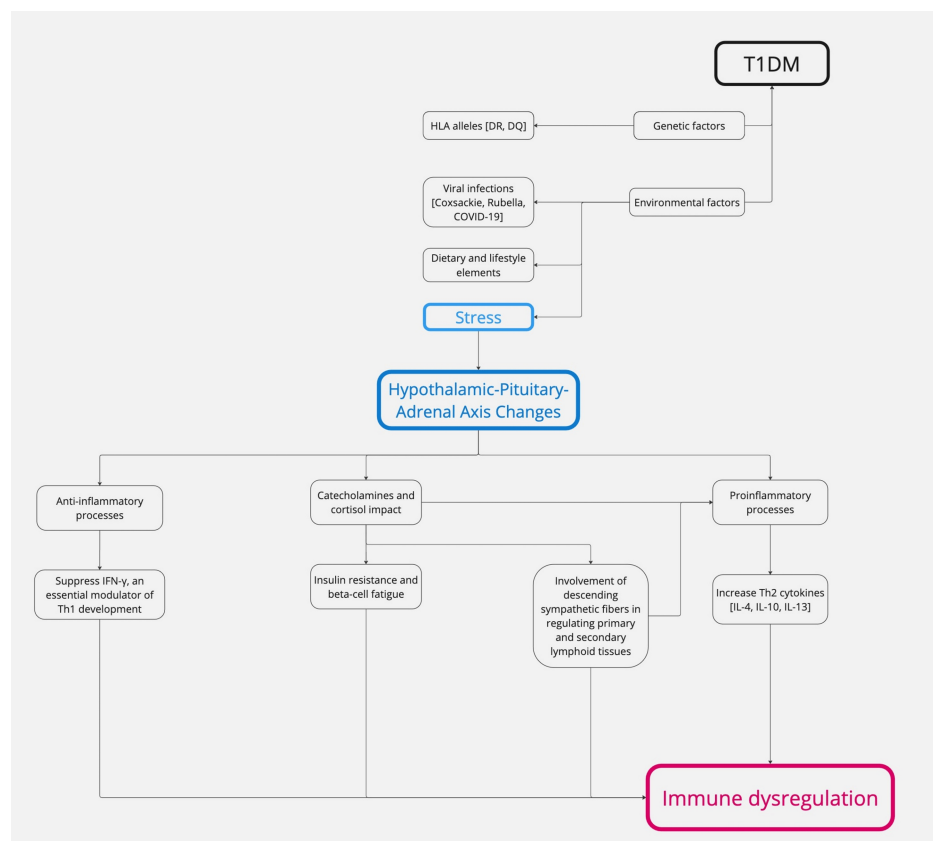 T1DM
HLA alleles [DR, DQ]
Genetic factors
Viral infections
[Coxsackie, Rubella,
COVID-19]
Environmental factors
Dietary and lifestyle
elements
Stress
Hypothalamic-Pituitary-
Adrenal Axis Changes
Anti-inflammatory
processes
Catecholamines and
cortisol impact
Proinflammatory
processes
Suppress IFN-γ, an
essential modulator of
Th1 development
Insulin resistance and
beta-cell fatigue
Involvement of
descending
sympathetic fibers in
regulating primary
and secondary
lymphoid tissues
Increase Th2 cytokines
[IL-4, IL-10, IL-13]
Immune dysregulation